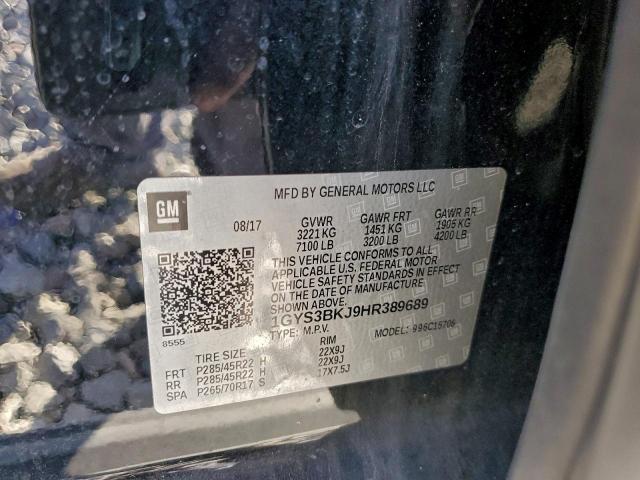 GM
MFD BY GENERAL MOTORS LLC
08/17 GVWR GAWR FRT GAWR RR
3221 KG 1451 KG 1905 KG
7100 LB 3200 LB 4200 LB
THIS VEHICLE CONFORMS TO ALL
APPLICABLE U.S. FEDERAL MOTOR
VEHICLE SAFETY STANDARDS IN EFFECT
ON THE DATE OF MANUFACTURE
SHOWN ABOVE.
1GYS3BKJ9HR389689
8555
TYPE: M.P.V. MODEL: 996C15706
TIRE SIZE RIM
FRT P285/45R22 H 22X9J
RR P285/45R22 H 22X9J
SPA P265/70R17 S 17X7.5J